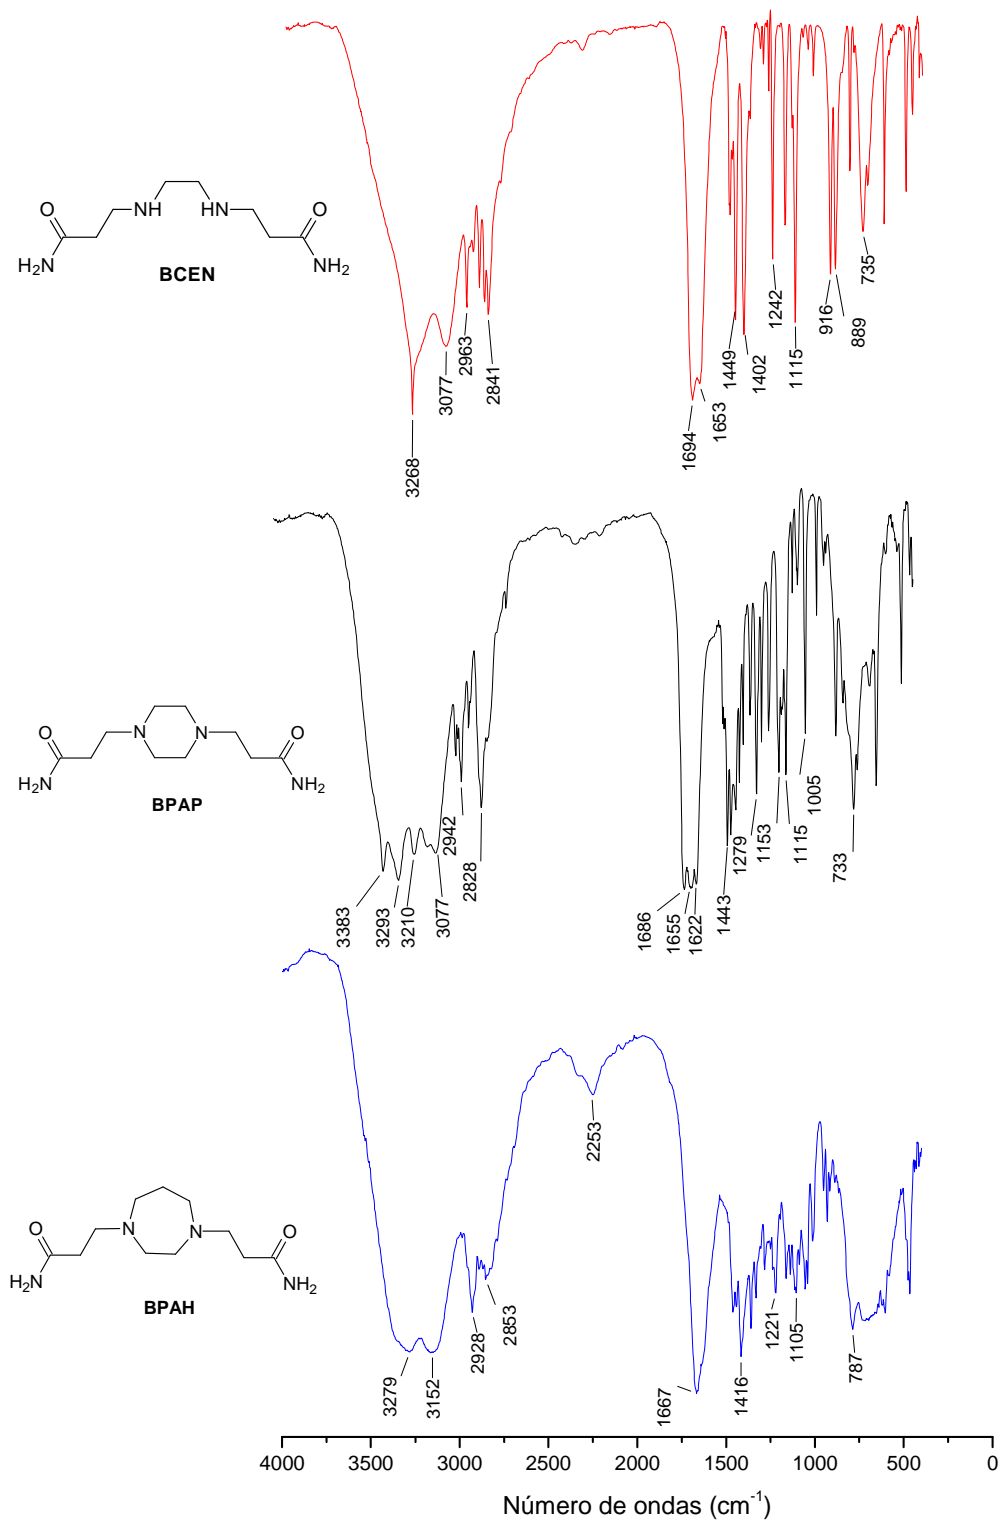 O
NH
HN
O
H2N
NH2
BCEN
3268
3077
2963
2841
1694
1653
1449
1402
1242
1115
916
889
735
O
N
N
O
H2N
NH2
BPAP
3383
3293
3210
3077
2942
2828
1686
1655
1622
1443
1279
1153
1115
1005
733
O
N
N
O
H2N
NH2
BPAH
3279
3152
2928
2853
2253
1667
1416
1221
1105
787
4000 3500 3000 2500 2000 1500 1000 500 0
Número de ondas (cm⁻¹)